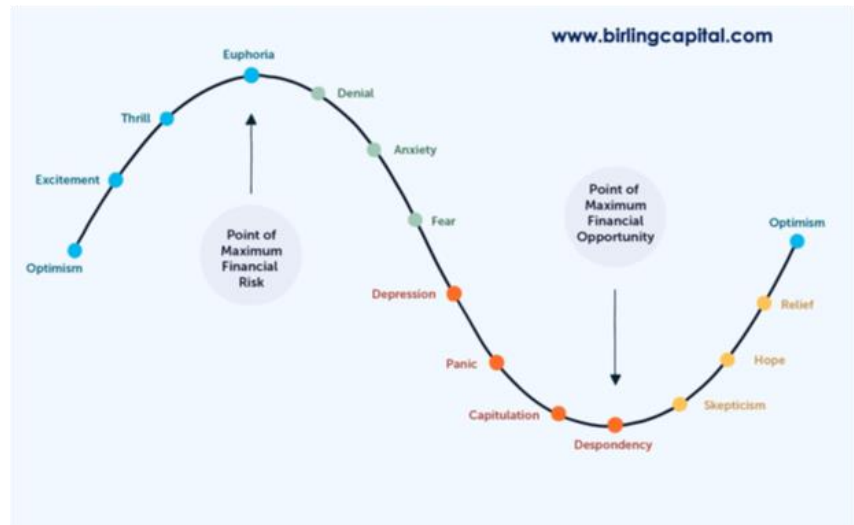 www.birlingcapital.com
Euphoria
Denial
Thrill
Anxiety
Excitement
Point of
Maximum
Financial
Opportunity
Fear
Optimism
Point of
Maximum
Financial
Risk
Optimism
Depression
Relief
Panic
Hope
Skepticism
Capitulation
Despondency